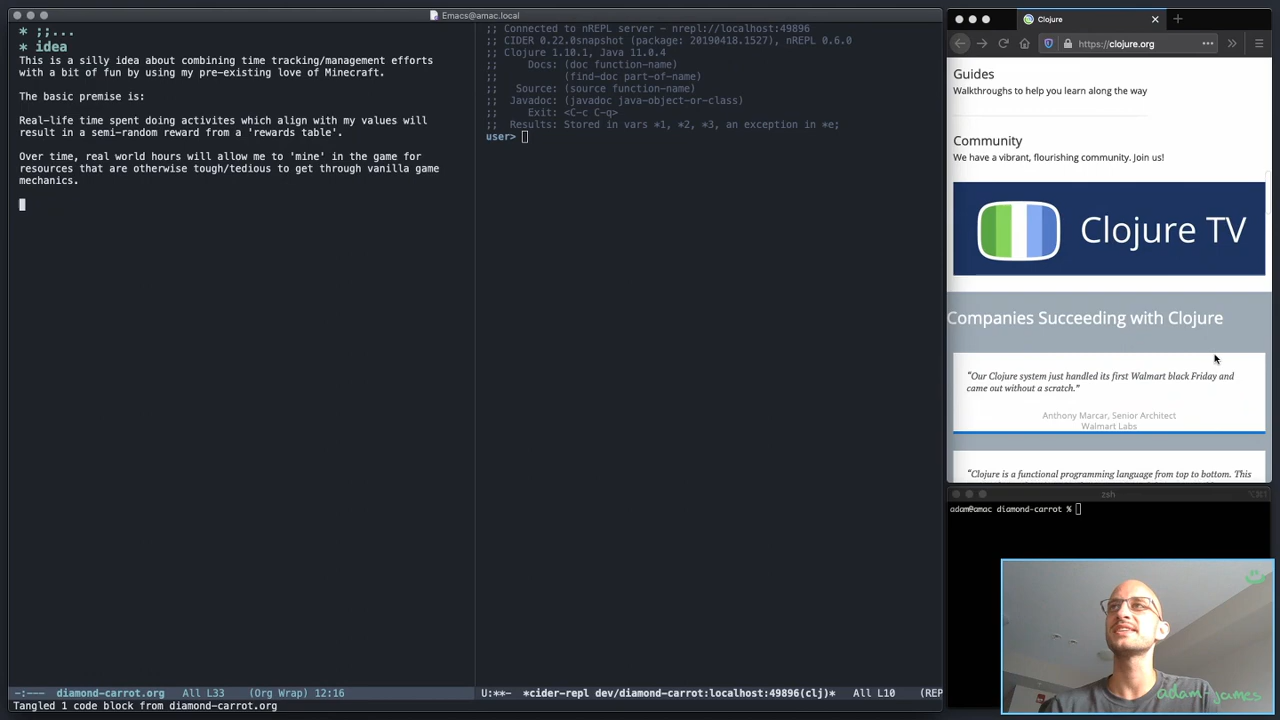 Emacs@amac.local
* ;;...
* idea
This is a silly idea about combining time tracking/management efforts
with a bit of fun by using my pre-existing love of Minecraft.
The basic premise is:
Real-life time spent doing activites which align with my values will
result in a semi-random reward from a 'rewards table'.
Over time, real world hours will allow me to 'mine' in the game for
resources that are otherwise tough/tedious to get through vanilla game
mechanics.
-:--- diamond-carrot.org All L33 (Org Wrap) 12:16
Tangled 1 code block from diamond-carrot.org
;; Connected to nREPL server - nrepl://localhost:49896
;; CIDER 0.22.0snapshot (package: 20190418.1527), nREPL 0.6.0
;; Clojure 1.10.1, Java 11.0.4
;; Docs: (doc function-name)
;; (find-doc part-of-name)
;; Source: (source function-name)
;; Javadoc: (javadoc java-object-or-class)
;; Exit: <C-c C-q>
;; Results: Stored in vars *1, *2, *3, an exception in *e;
user>
U:**- *cider-repl dev/diamond-carrot:localhost:49896(clj)* All L10 (REP
Clojure
https://clojure.org
Guides
Walkthroughs to help you learn along the way
Community
We have a vibrant, flourishing community. Join us!
Clojure TV
Companies Succeeding with Clojure
“Our Clojure system just handled its first Walmart black Friday and
came out without a scratch.”
Anthony Marcar, Senior Architect
Walmart Labs
“Clojure is a functional programming language from top to bottom. This
zsh
⌥⌘1
adam@amac diamond-carrot %
adam-james